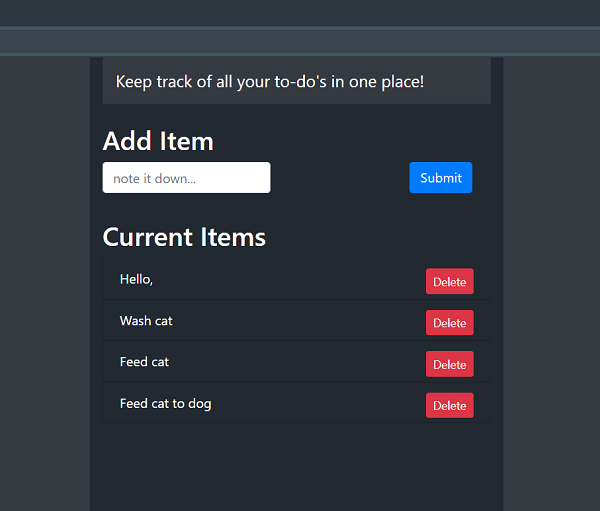 Keep track of all your to-do's in one place!
Add Item
note it down...
Submit
Current Items
Hello,
Delete
Wash cat
Delete
Feed cat
Delete
Feed cat to dog
Delete